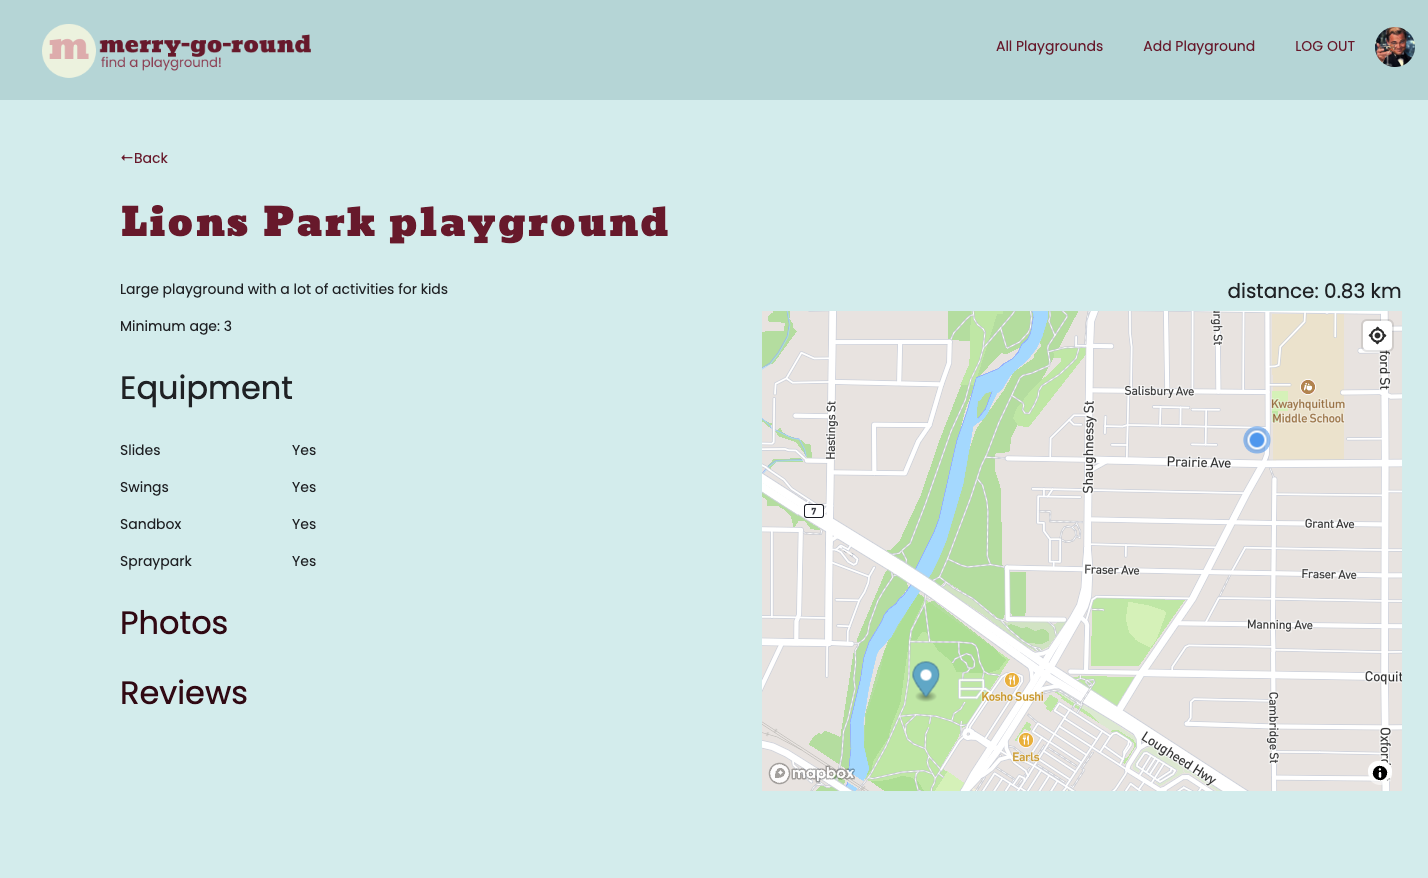 m merry-go-round
find a playground!
All Playgrounds
Add Playground
LOG OUT
←Back
Lions Park playground
Large playground with a lot of activities for kids
Minimum age: 3
Equipment
Slides Yes
Swings Yes
Sandbox Yes
Spraypark Yes
Photos
Reviews
distance: 0.83 km
urgh St
ford St
Salisbury Ave
Kwayhquitlum
Middle School
Hastings St
Shaughnessy St
Prairie Ave
7
Grant Ave
Fraser Ave
Fraser Ave
Manning Ave
Coquit
Kosho Sushi
Cambridge St
Oxford
Earls
Lougheed Hwy
mapbox